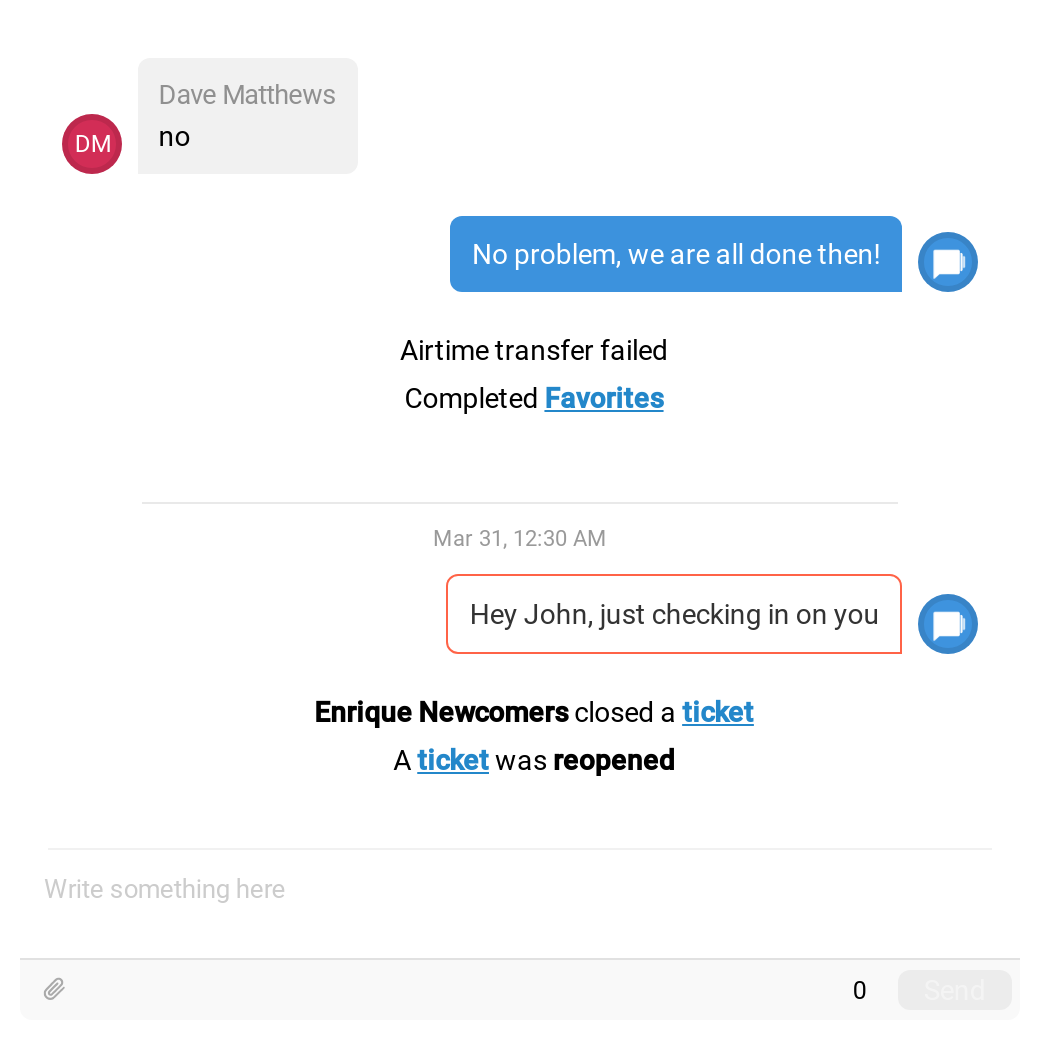 Dave Matthews
DM
no
No problem, we are all done then!
Airtime transfer failed
Completed Favorites
Mar 31, 12:30 AM
Hey John, just checking in on you
Enrique Newcomers closed a ticket
A ticket was reopened
Write something here
0
Send